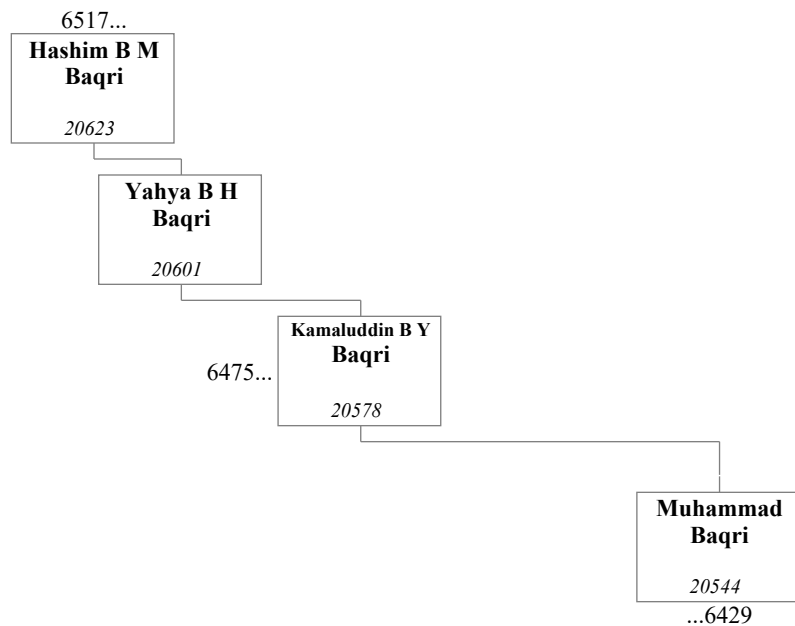 6517...
Hashim B M
Baqri
20623
Yahya B H
Baqri
20601
Kamaluddin B Y
Baqri
6475...
20578
Muhammad
Baqri
20544
...6429